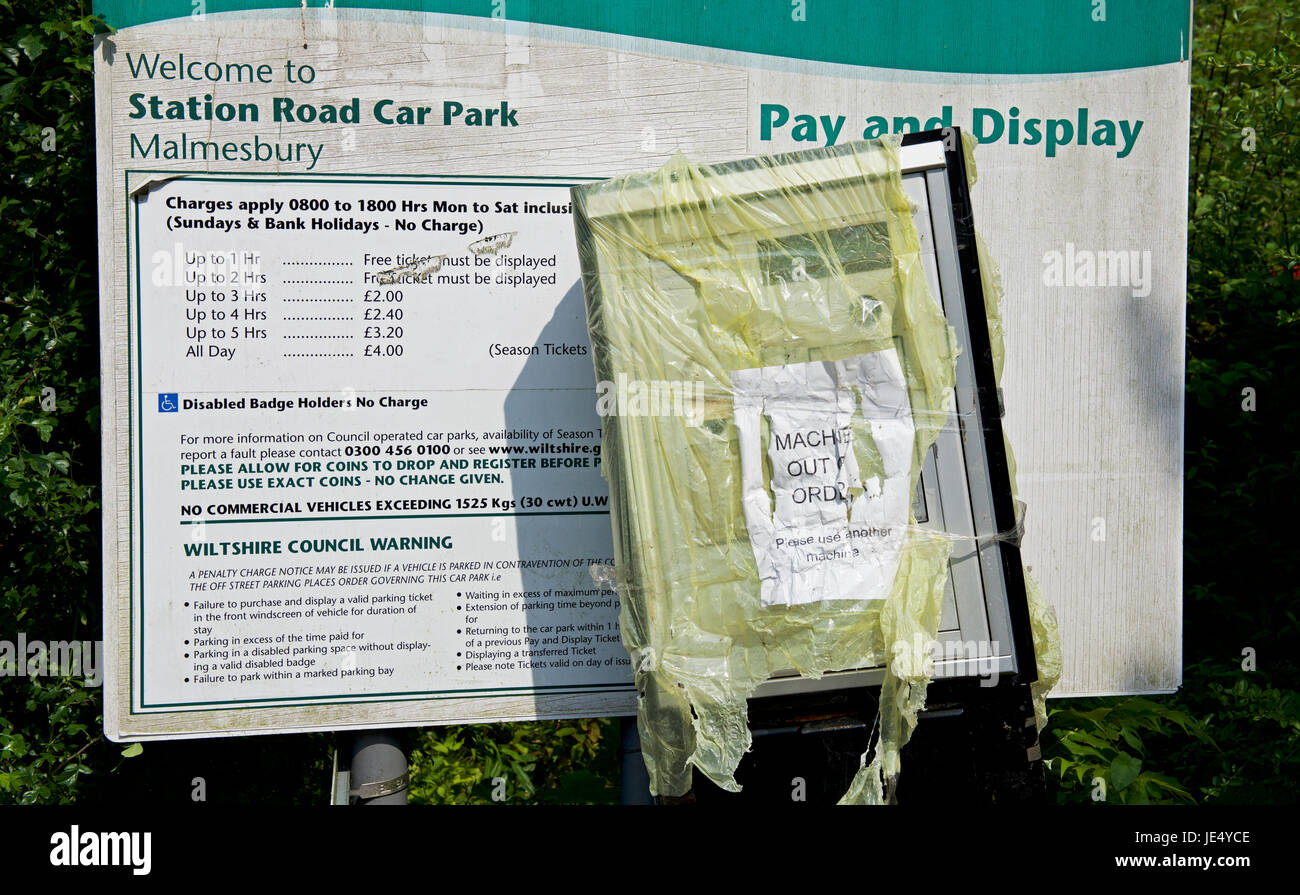 Welcome to
Station Road Car Park
Malmesbury
Pay and Display
Charges apply 0800 to 1800 Hrs Mon to Sat inclusi
(Sundays & Bank Holidays - No Charge)
Up to 1 Hr ............... Free ticket must be displayed
Up to 2 Hrs ............... Free ticket must be displayed
Up to 3 Hrs ............... £2.00
Up to 4 Hrs ............... £2.40
Up to 5 Hrs ............... £3.20
All Day ............... £4.00 (Season Tickets
Disabled Badge Holders No Charge
For more information on Council operated car parks, availability of Season T
report a fault please contact 0300 456 0100 or see www.wiltshire.g
PLEASE ALLOW FOR COINS TO DROP AND REGISTER BEFORE P
PLEASE USE EXACT COINS - NO CHANGE GIVEN.
NO COMMERCIAL VEHICLES EXCEEDING 1525 Kgs (30 cwt) U.W
WILTSHIRE COUNCIL WARNING
A PENALTY CHARGE NOTICE MAY BE ISSUED IF A VEHICLE IS PARKED IN CONTRAVENTION OF THE CO
THE OFF STREET PARKING PLACES ORDER GOVERNING THIS CAR PARK i.e
• Failure to purchase and display a valid parking ticket
in the front windscreen of vehicle for duration of
stay
• Parking in excess of the time paid for
• Parking in a disabled parking space without display-
ing a valid disabled badge
• Failure to park within a marked parking bay
• Waiting in excess of maximum per
• Extension of parking time beyond p
for
• Returning to the car park within 1 h
of a previous Pay and Display Ticket
• Displaying a transferred Ticket
• Please note Tickets valid on day of issu
MACHINE
OUT O
ORDE
Please use another
machine
alamy
Image ID: JE4YCE
www.alamy.com